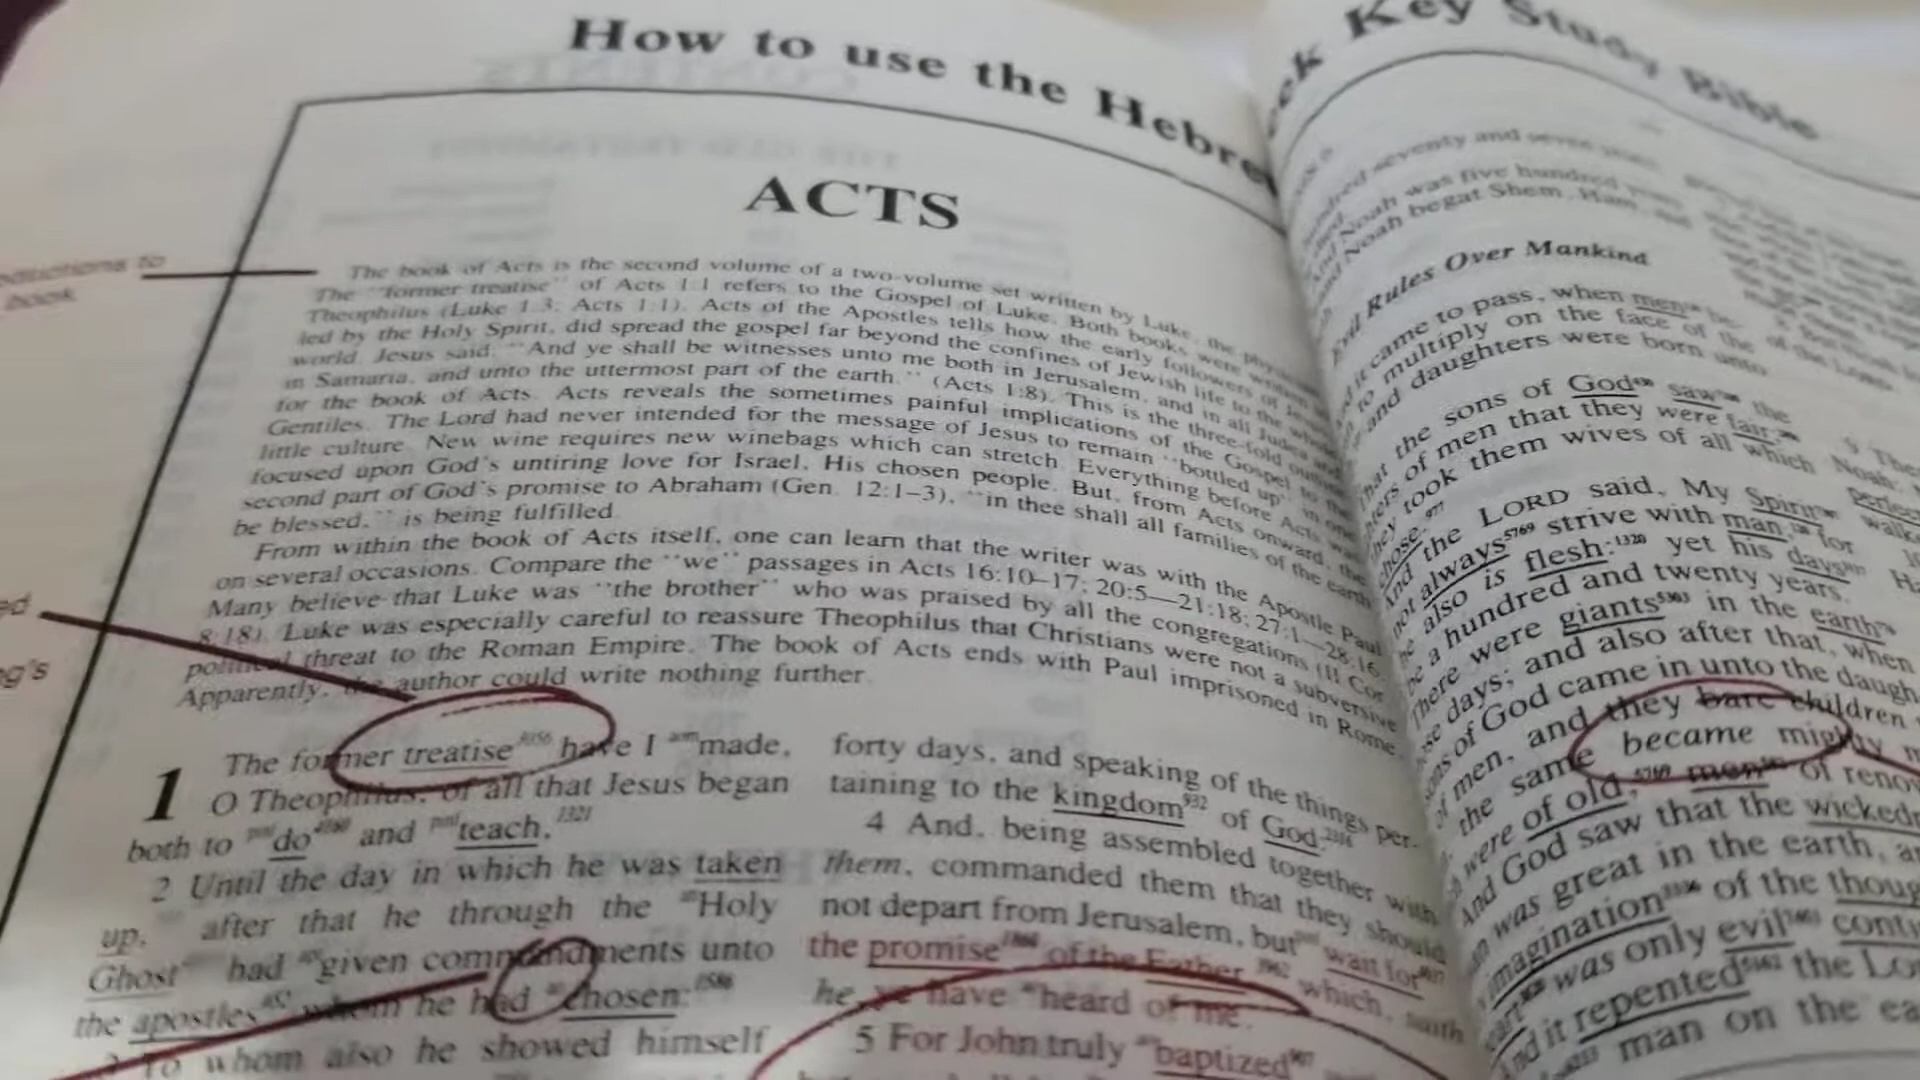 How to use the Hebre
ek Key Study Bible
oductions to
book
ed
g's
ACTS
The book of Acts is the second volume of a two-volume set written by Luke, the
The "former treatise" of Acts 1:1 refers to the Gospel of Luke. Both books were
Theophilus (Luke 1:3; Acts 1:1). Acts of the Apostles tells how the early followers of
led by the Holy Spirit, did spread the gospel far beyond the confines of Jewish life to the
world. Jesus said, "And ye shall be witnesses unto me both in Jerusalem, and in all Judea and
in Samaria, and unto the uttermost part of the earth." (Acts 1:8). This is the three-fold
for the book of Acts. Acts reveals the sometimes painful implications of the Gospel to the
Gentiles. The Lord had never intended for the message of Jesus to remain "bottled up" in one
little culture. New wine requires new winebags which can stretch. Everything before Acts was
focused upon God's untiring love for Israel, His chosen people. But, from Acts onward, the
second part of God's promise to Abraham (Gen. 12:1–3), "in thee shall all families of the earth
be blessed," is being fulfilled.
From within the book of Acts itself, one can learn that the writer was with the Apostle Paul
on several occasions. Compare the "we" passages in Acts 16:10–17; 20:5—21:18; 27:1—28:16.
Many believe that Luke was "the brother" who was praised by all the congregations (II Cor.
8:18). Luke was especially careful to reassure Theophilus that Christians were not a subversive
political threat to the Roman Empire. The book of Acts ends with Paul imprisoned in Rome.
Apparently, the author could write nothing further.
1 The former treatise have I made,
O Theophilus, of all that Jesus began
both to do and teach, 1321
2 Until the day in which he was taken
up, after that he through the Holy
Ghost had given commandments unto
the apostles whom he had chosen:
3 To whom also he showed himself
forty days, and speaking of the things per-
taining to the kingdom 932 of God:
4 And, being assembled together with
them, commanded them that they should
not depart from Jerusalem, but wait for
the promise of the Father, which, saith
he, ye have heard of me.
5 For John truly baptized
ndred seventy and seven years
Noah was five hundred years
and Noah begat Shem, Ham, and
Evil Rules Over Mankind
it came to pass, when men
to multiply on the face of the
and daughters were born unto
that the sons of God saw the
ters of men that they were fair;
they took them wives of all which
chose.
And the LORD said, My Spirit
not always 5769 strive with man, for
he also is flesh: 1320 yet his days
be a hundred and twenty years.
There were giants 5303 in the earth
se days; and also after that, when
sons of God came in unto the daugh
of men, and they bare children
the same became mighty
were of old, 5769 men of reno
And God saw that the wickedn
was great in the earth, a
imagination of the thoug
was only evil conti
And it repented the Lo
man on the ea